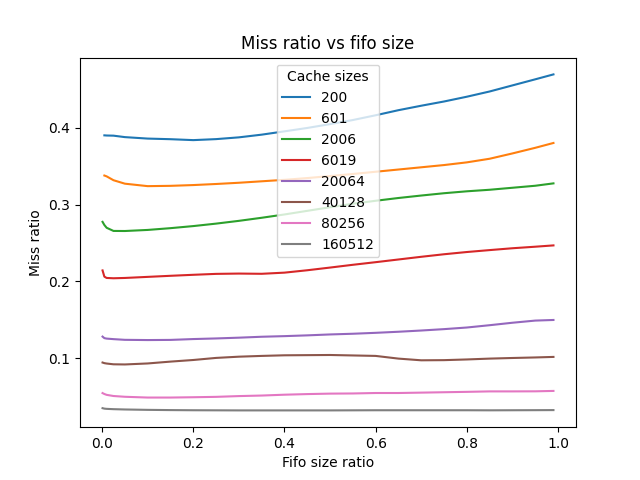 Miss ratio vs fifo size
Cache sizes
200
601
2006
6019
20064
40128
80256
160512
Miss ratio
0.4
0.3
0.2
0.1
0.0 0.2 0.4 0.6 0.8 1.0
Fifo size ratio